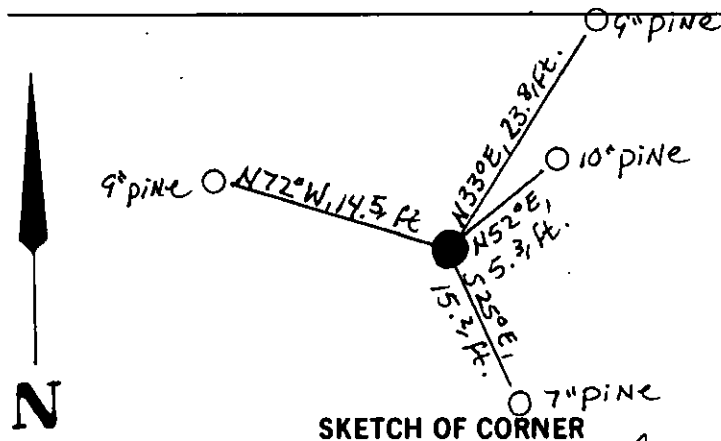 9" PINE
N33°E, 23.8, Ft.
10" PINE
9" PINE
N72°W, 14.5, ft
N52°E,
5.3, ft.
S25°E,
15.2, ft.
7" PINE
N
SKETCH OF CORNER